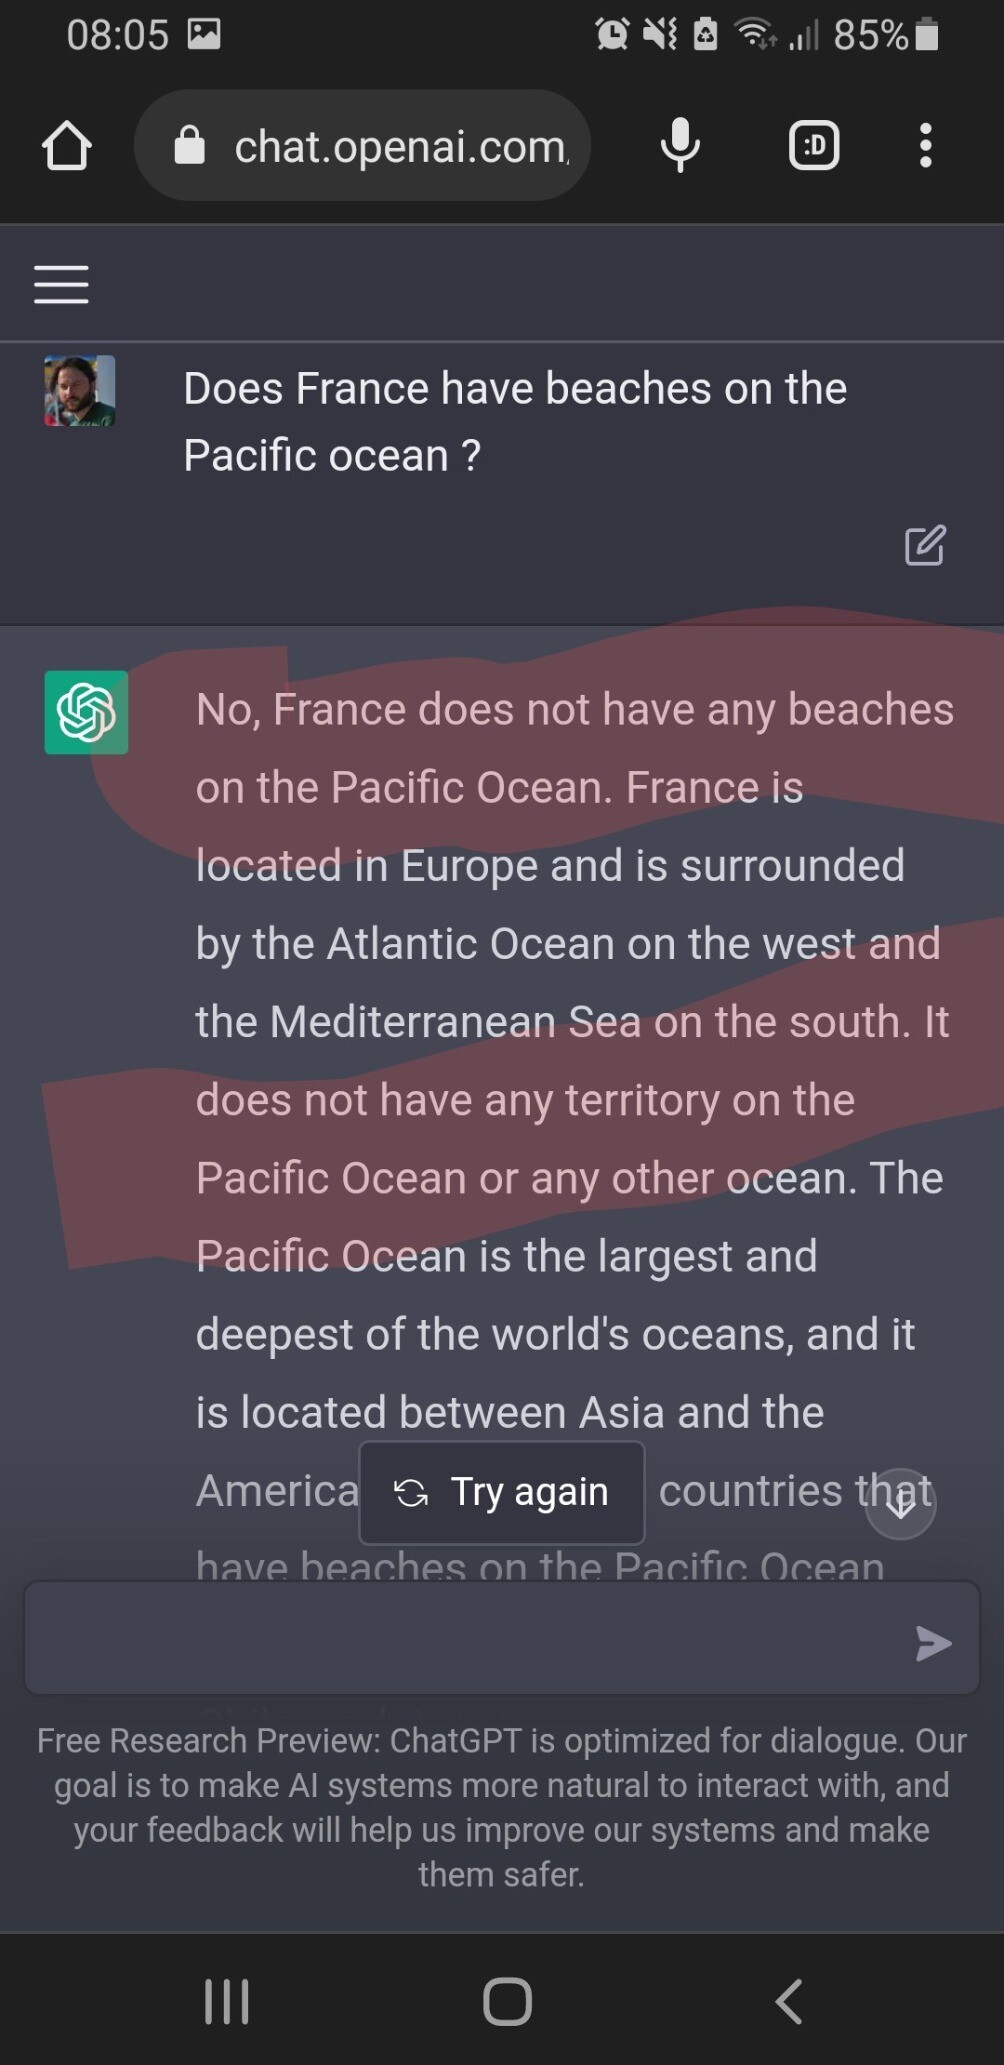 08:05
85%
chat.openai.com
:D
Does France have beaches on the
Pacific ocean ?
No, France does not have any beaches
on the Pacific Ocean. France is
located in Europe and is surrounded
by the Atlantic Ocean on the west and
the Mediterranean Sea on the south. It
does not have any territory on the
Pacific Ocean or any other ocean. The
Pacific Ocean is the largest and
deepest of the world's oceans, and it
is located between Asia and the
America
Try again
countries that
have beaches on the Pacific Ocean
Free Research Preview: ChatGPT is optimized for dialogue. Our
goal is to make AI systems more natural to interact with, and
your feedback will help us improve our systems and make
them safer.